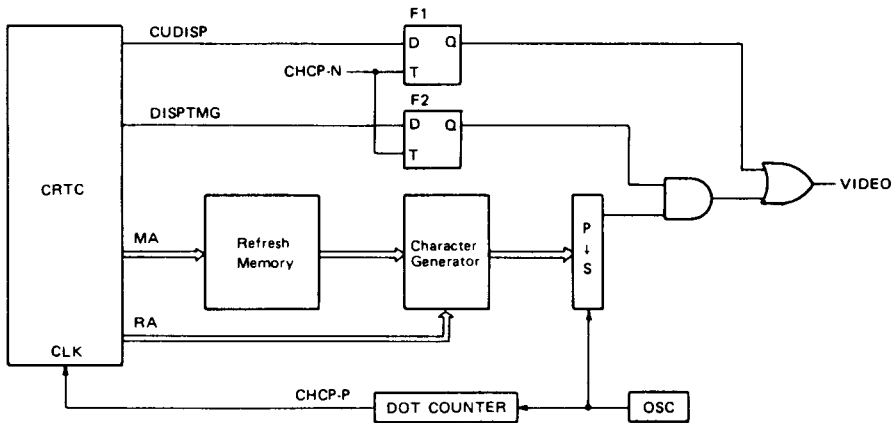 F1
CUDISP
D
Q
CHCP-N
T
F2
DISPTMG
D
Q
T
CRTC
VIDEO
MA
Refresh
Memory
Character
Generator
P
↓
S
RA
CLK
CHCP-P
DOT COUNTER
OSC